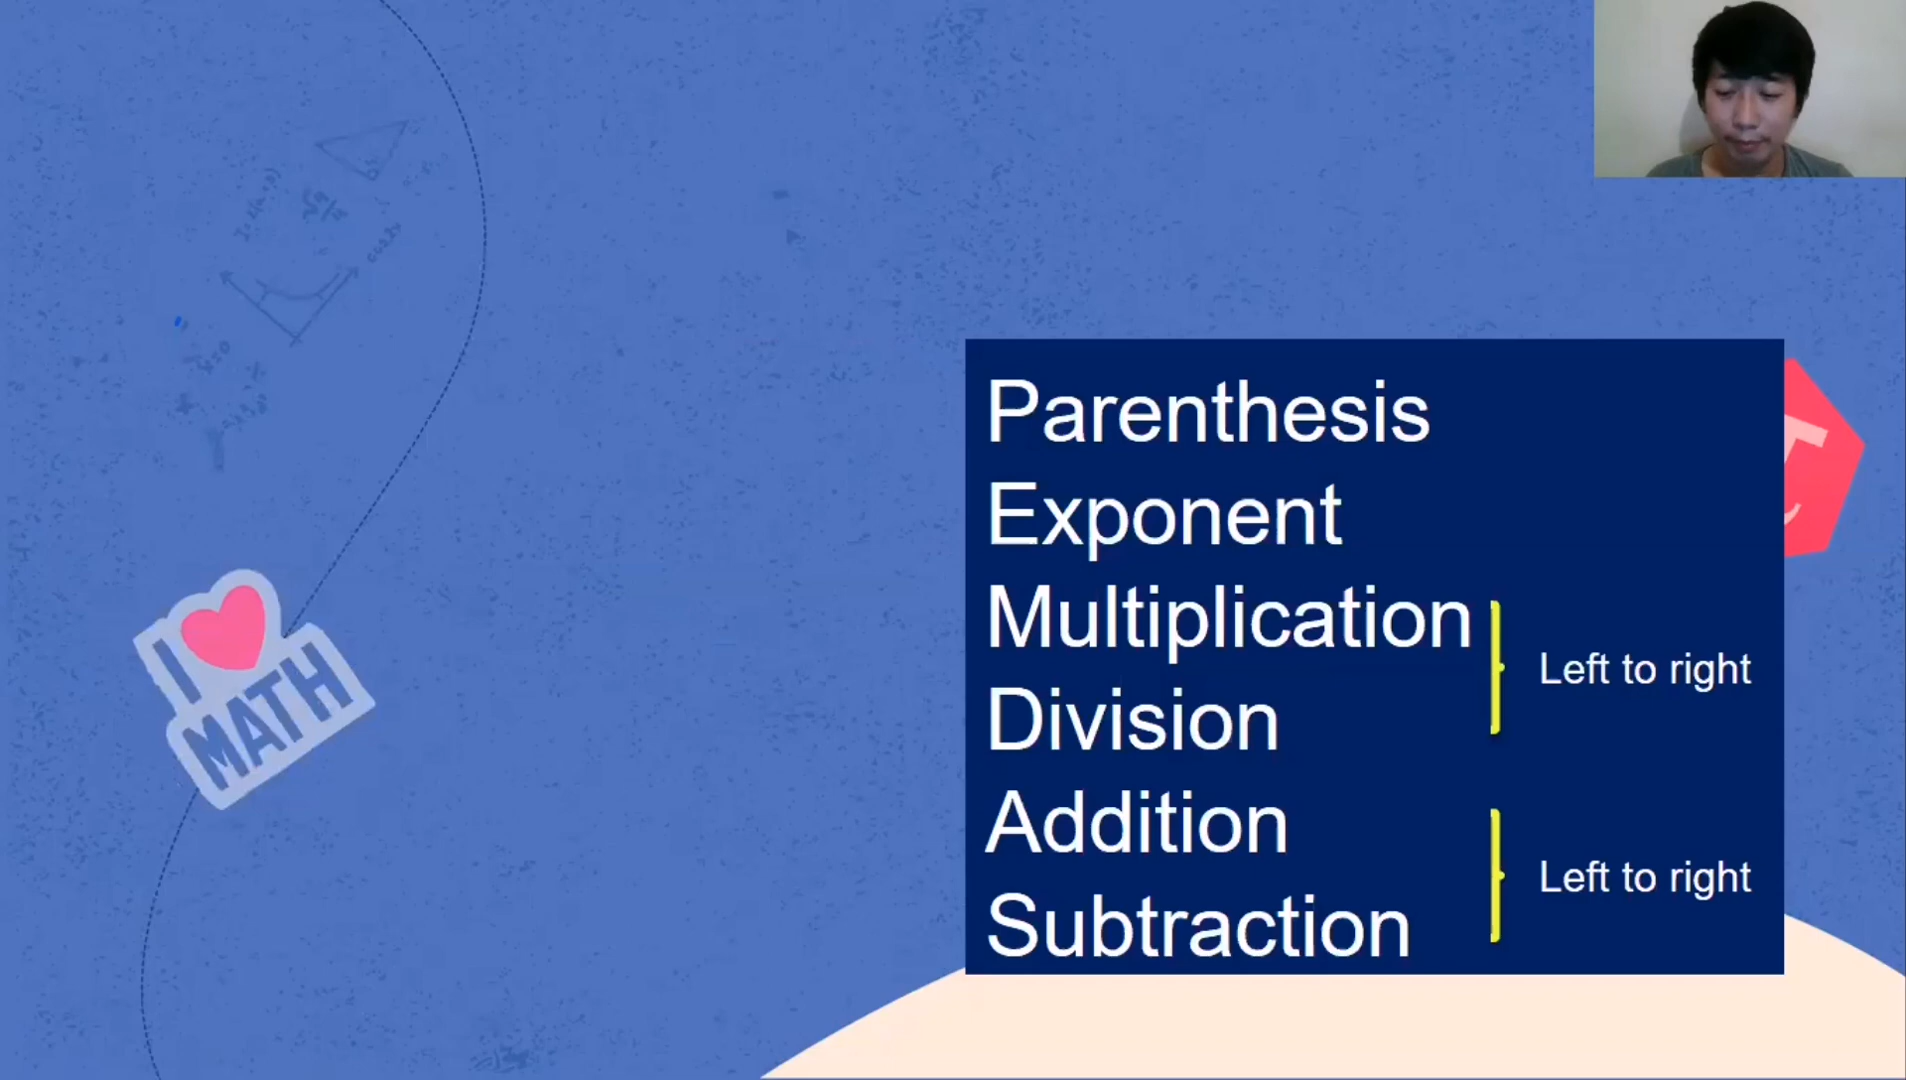 Parenthesis
Exponent
Multiplication
Left to right
Division
Addition
Left to right
Subtraction
I
MATH